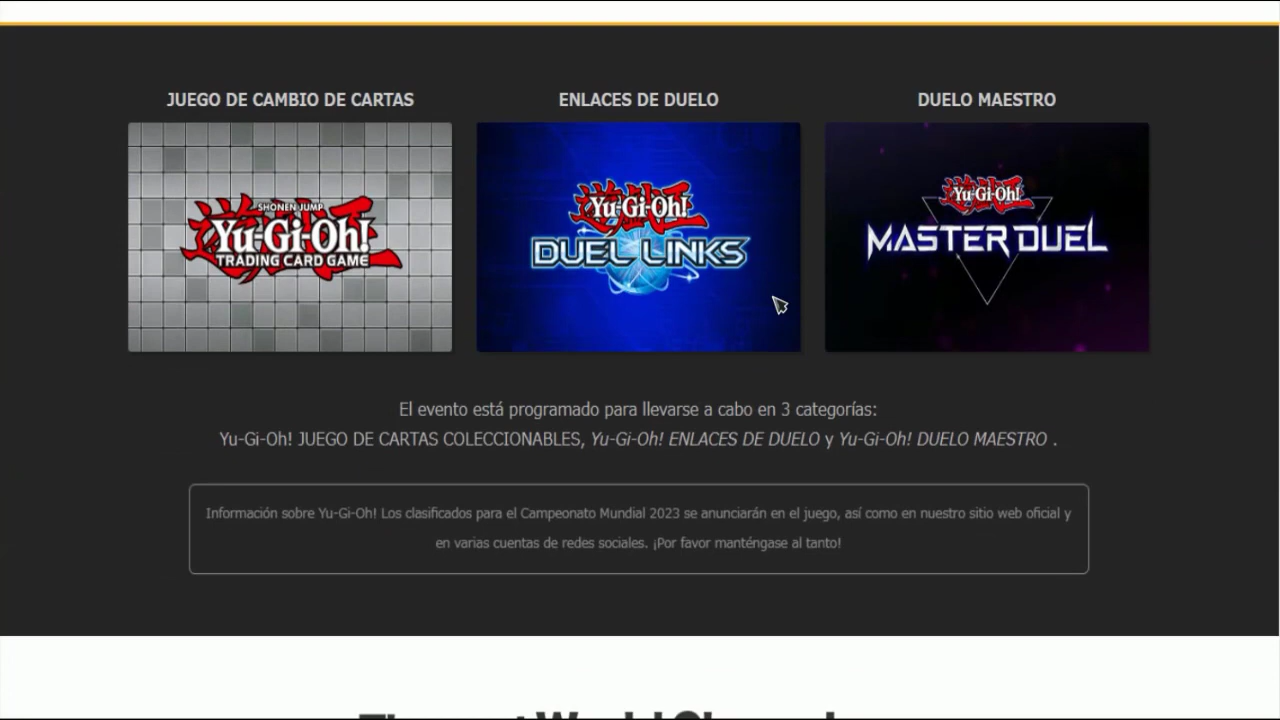 JUEGO DE CAMBIO DE CARTAS
ENLACES DE DUELO
DUELO MAESTRO
SHONEN JUMP
Yu-Gi-Oh!
TRADING CARD GAME
Yu-Gi-Oh!
DUEL LINKS
Yu-Gi-Oh!
MASTER DUEL
El evento está programado para llevarse a cabo en 3 categorías:
Yu-Gi-Oh! JUEGO DE CARTAS COLECCIONABLES, Yu-Gi-Oh! ENLACES DE DUELO y Yu-Gi-Oh! DUELO MAESTRO .
Información sobre Yu-Gi-Oh! Los clasificados para el Campeonato Mundial 2023 se anunciarán en el juego, así como en nuestro sitio web oficial y
en varias cuentas de redes sociales. ¡Por favor manténgase al tanto!